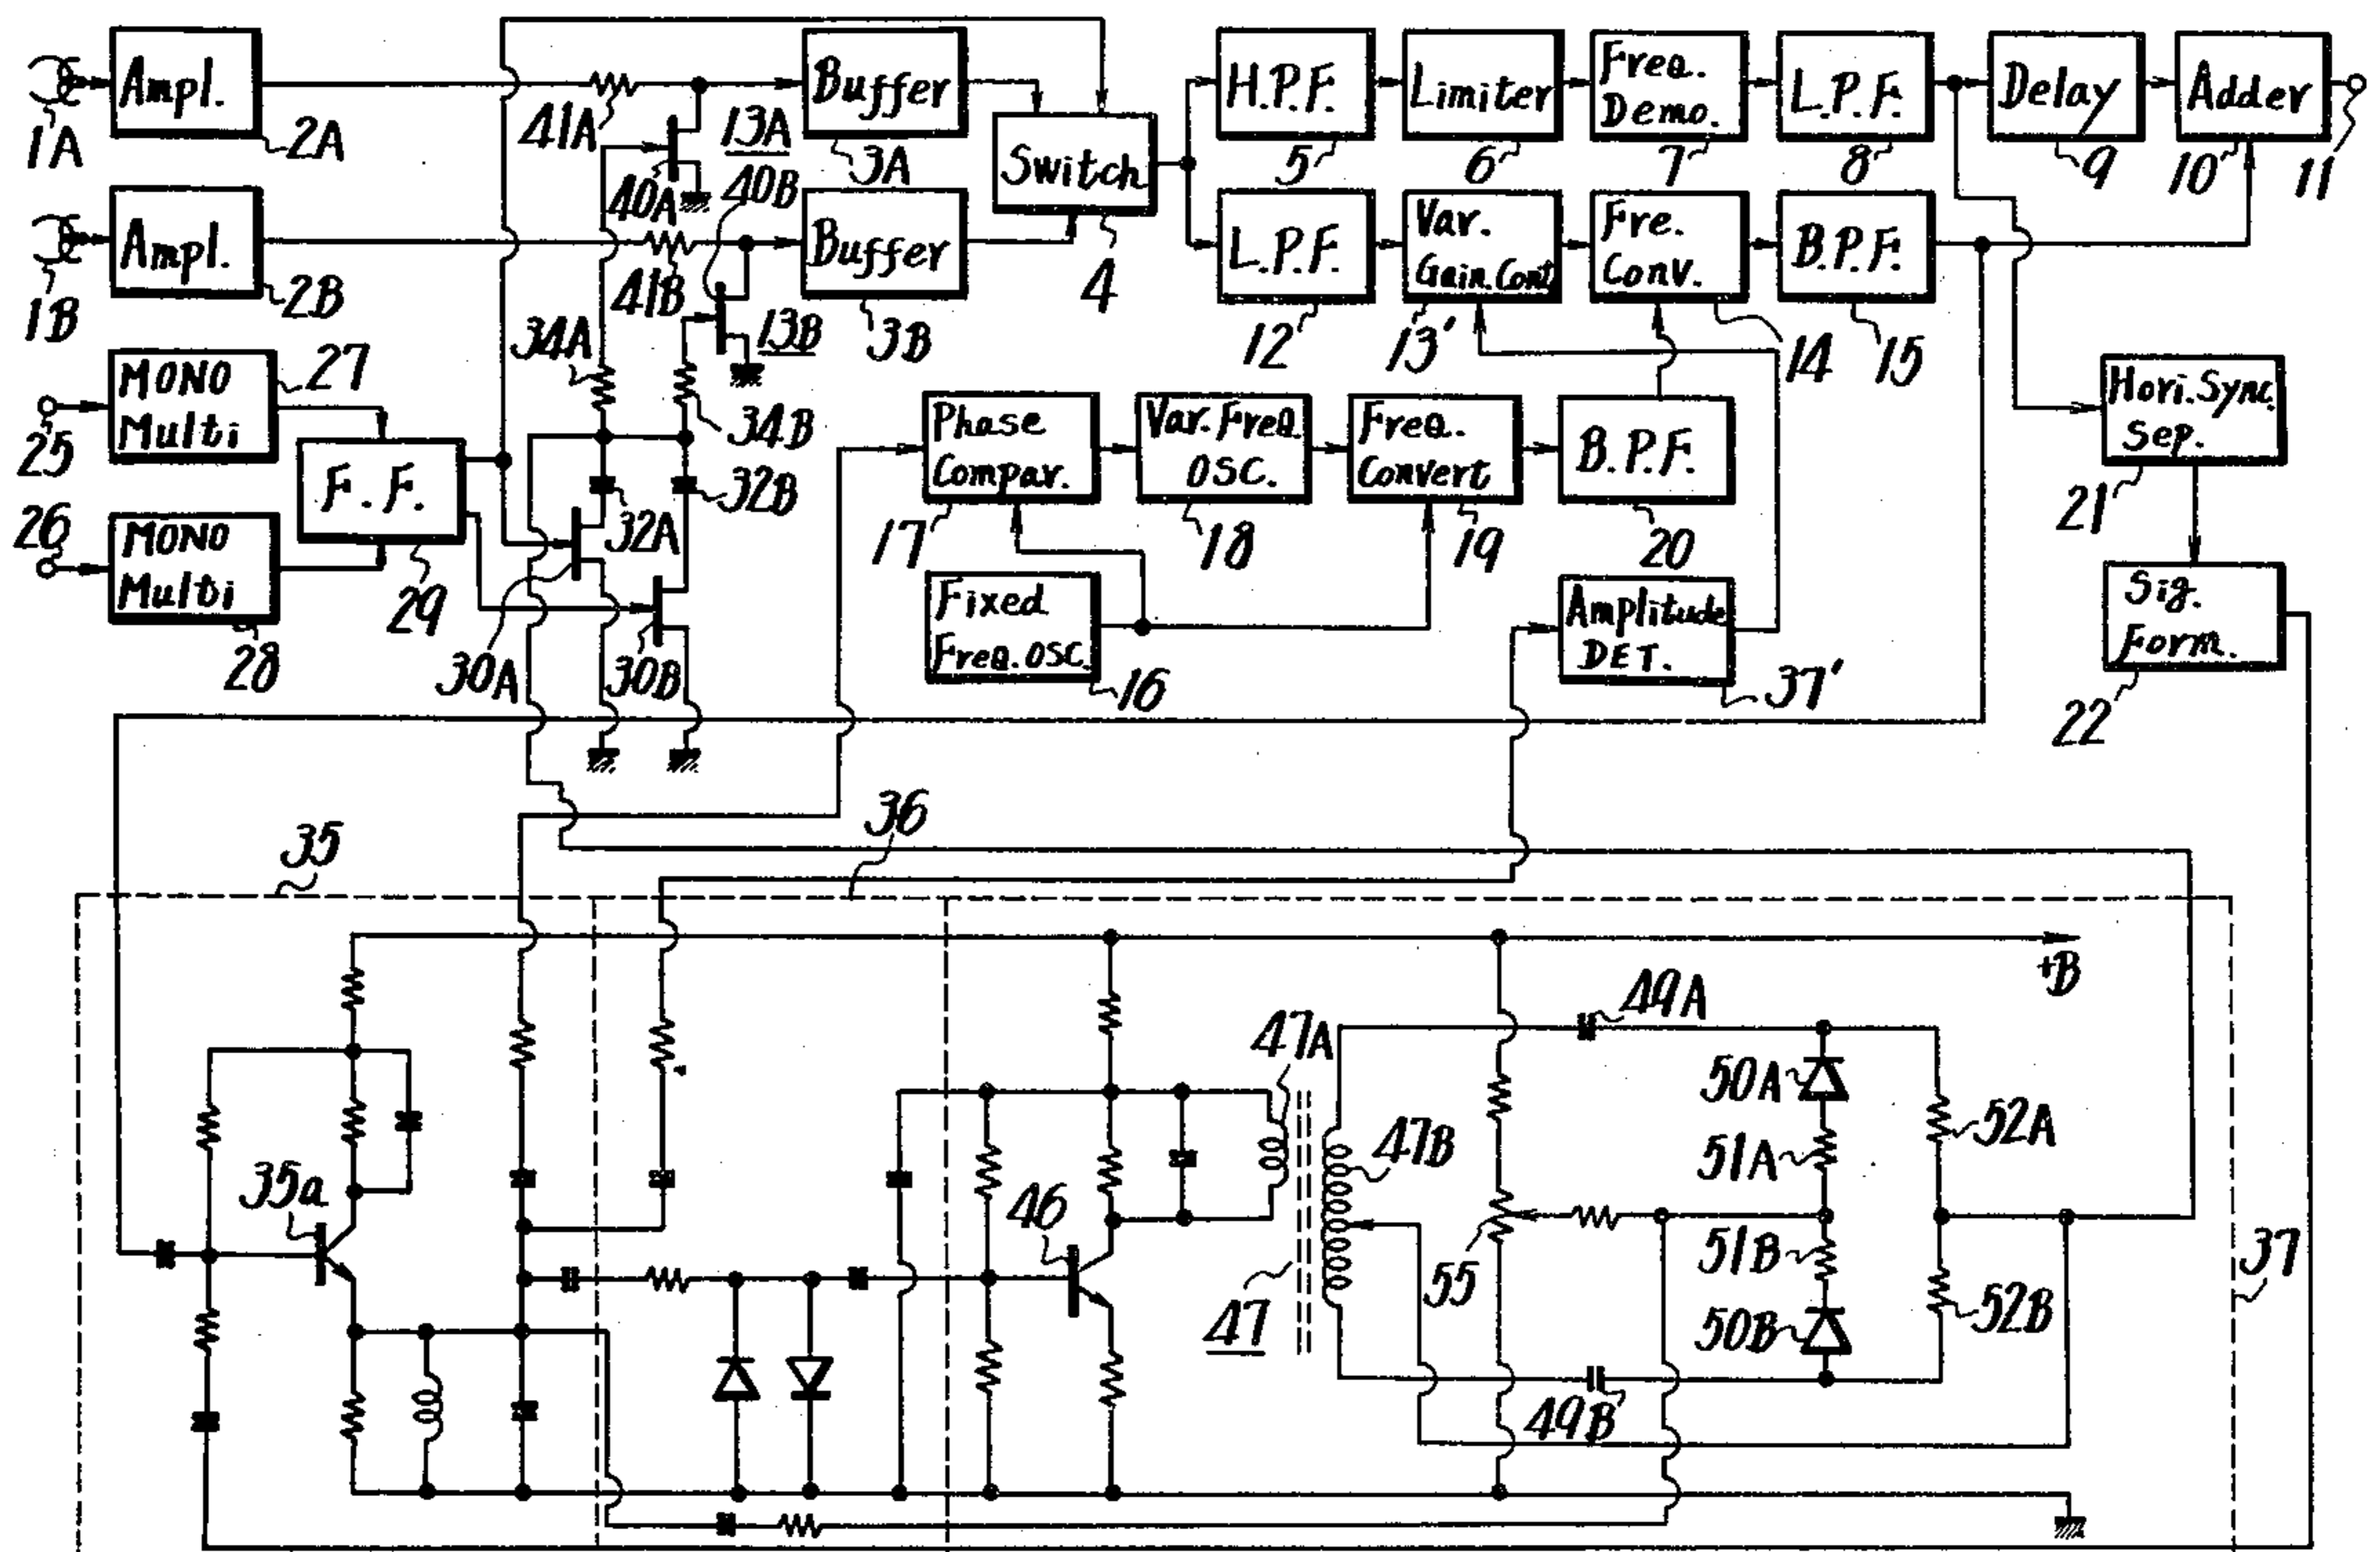 Ampl.
Buffer
H.P.F.
Limiter
Freq.
Demo.
L.P.F.
Delay
Adder
1A
2A
41A
13A
3A
Switch
5
6
7
8
9
10
11
40A
40B
Ampl.
Buffer
L.P.F.
Var.
Gain.Cont
Fre.
Conv.
B.P.F.
1B
2B
41B
13B
3B
4
12
13'
14
15
34A
MONO
Multi
27
25
34B
Phase
Compar.
Var. Freq.
OSC.
Freq.
Convert
B.P.F.
Hori.Sync.
Sep.
F.F.
32A
32B
17
18
19
20
21
26
MONO
Multi
28
29
30A
30B
Fixed
Freq.OSC.
16
Amplitude
DET.
37'
Sig.
Form.
22
35
36
+B
49A
47A
50A
52A
51A
47B
35a
46
55
51B
37
47
50B
52B
49B